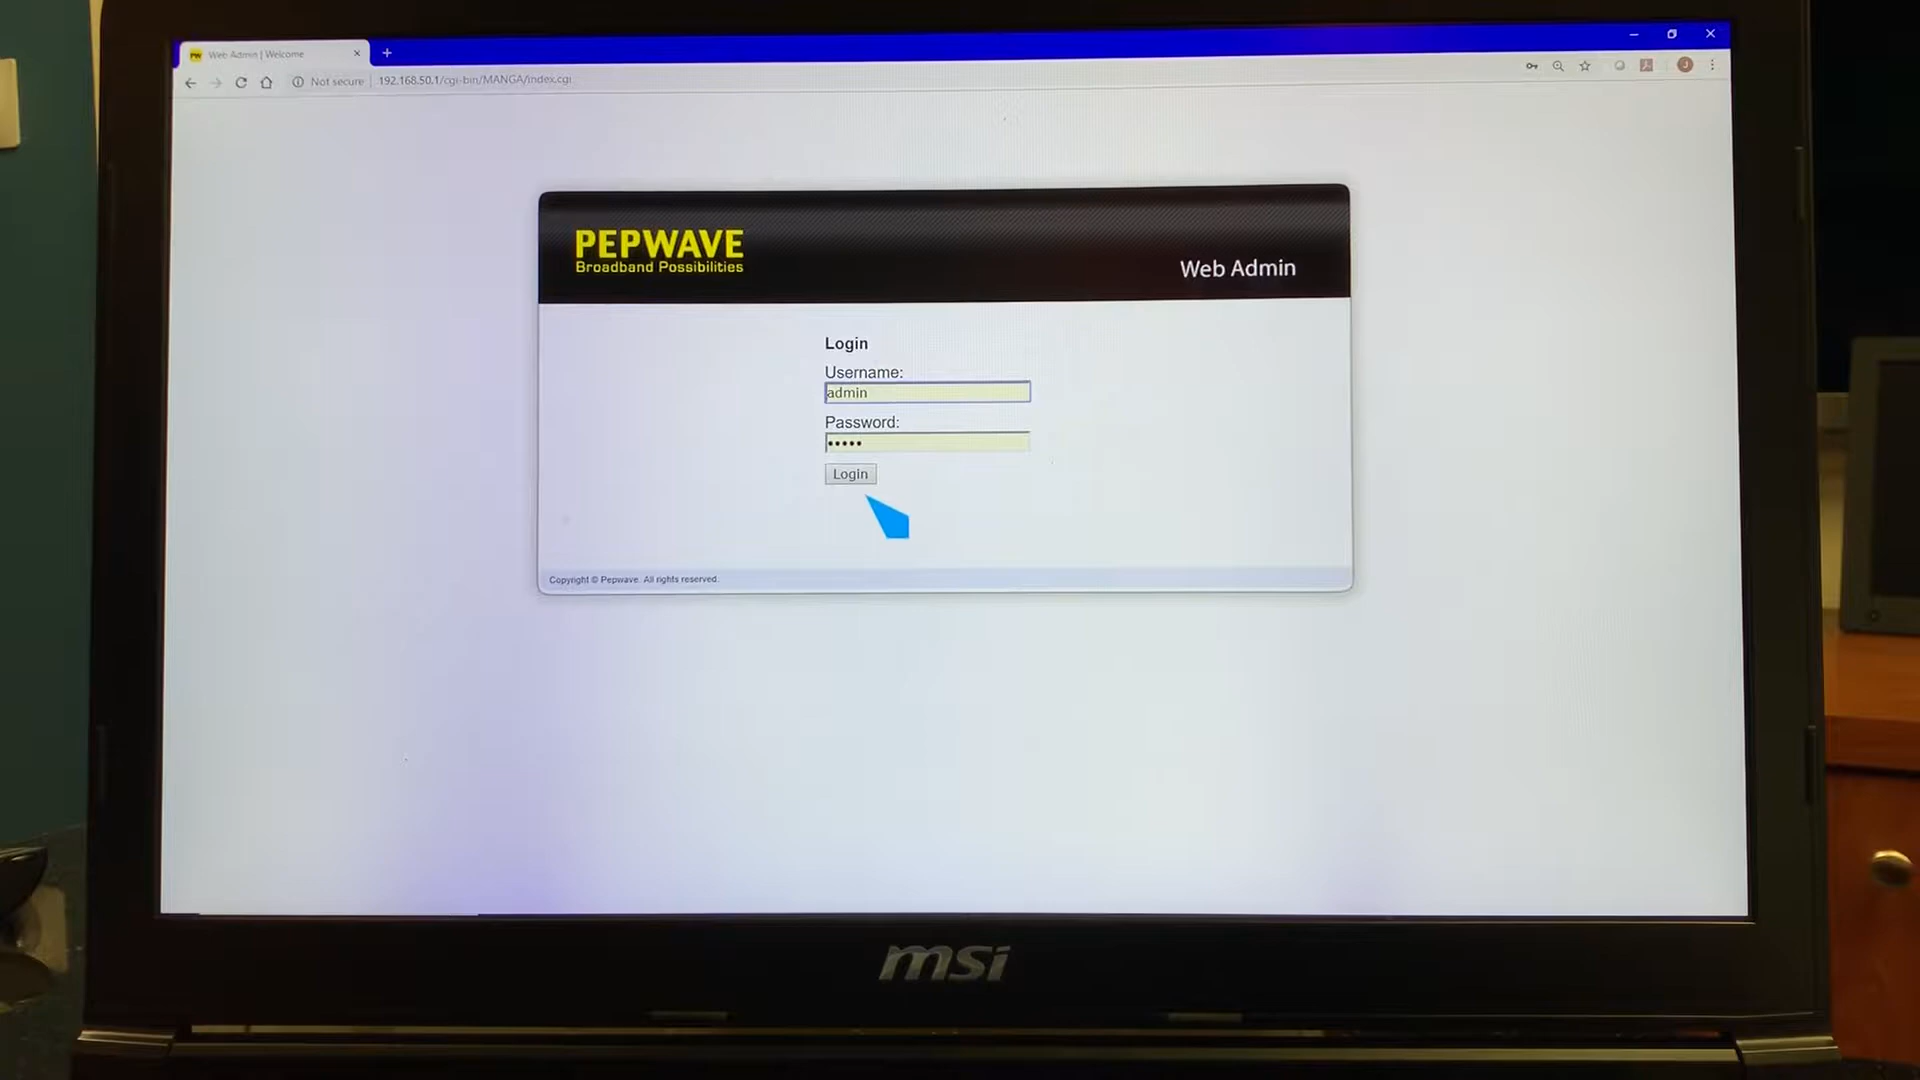 PW Web Admin | Welcome
Not secure | 192.168.50.1/cgi-bin/MANGA/index.cgi
J
PEPWAVE
Broadband Possibilities
Web Admin
Login
Username:
admin
Password:
•••••
Login
Copyright © Pepwave. All rights reserved.
msi